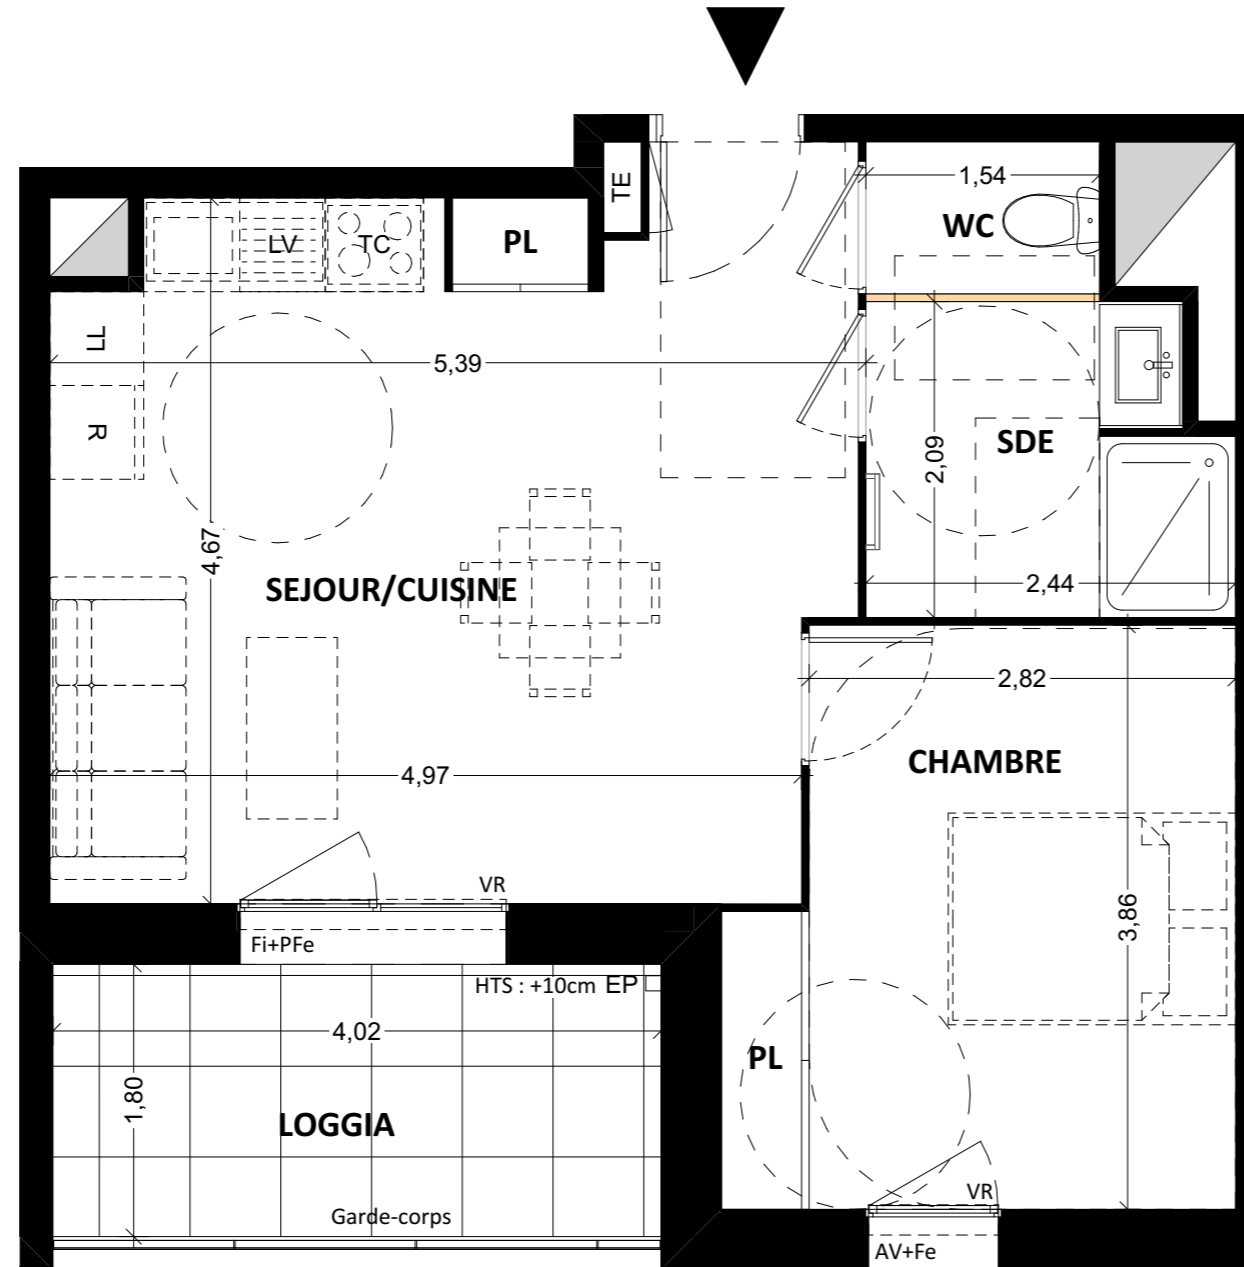 TE
1,54
WC
LV
TC
PL
LL
5,39
R
2,09
SDE
4,67
2,44
SEJOUR/CUISINE
2,82
4,97
CHAMBRE
VR
3,86
Fi+PFe
HTS : +10cm EP
4,02
PL
1,80
LOGGIA
VR
Garde-corps
AV+Fe